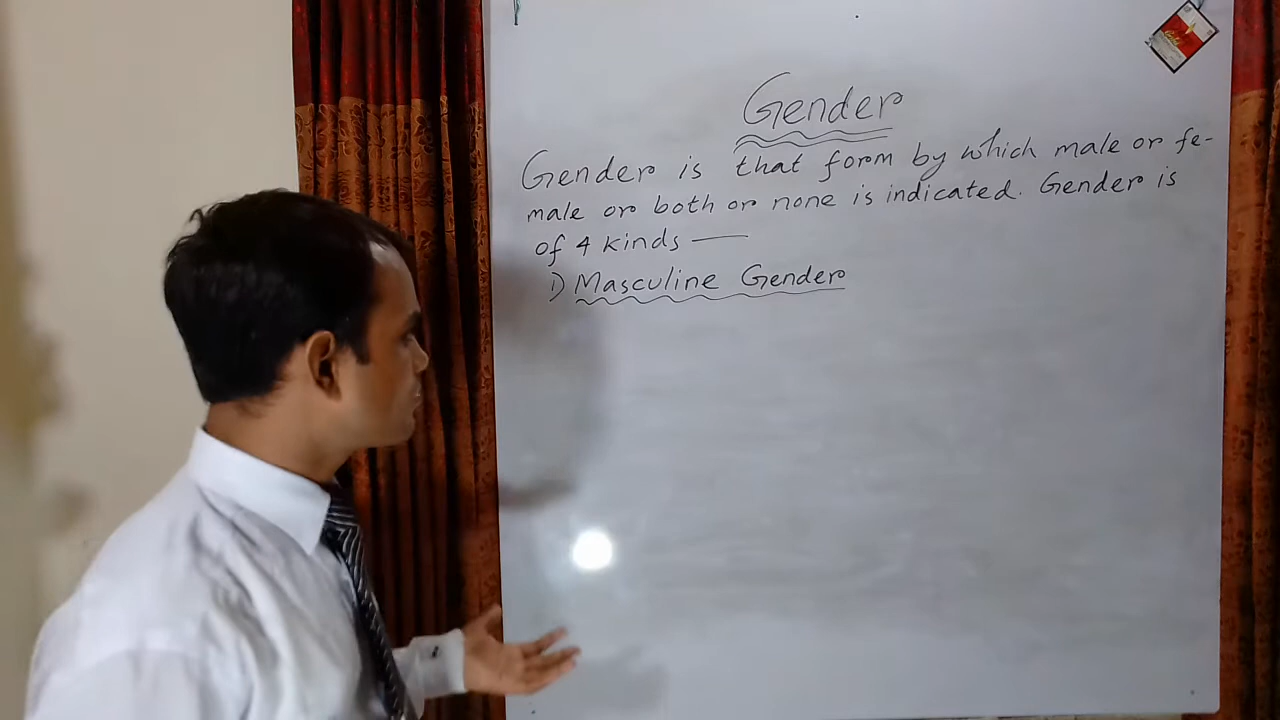 Gender
Gender is that form by which male or fe-
male or both or none is indicated. Gender is
of 4 kinds —
1) Masculine Gender